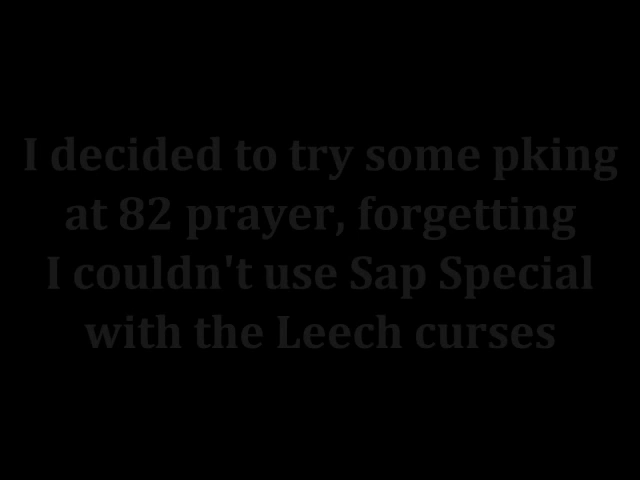 I decided to try some pking
at 82 prayer, forgetting
I couldn't use Sap Special
with the Leech curses